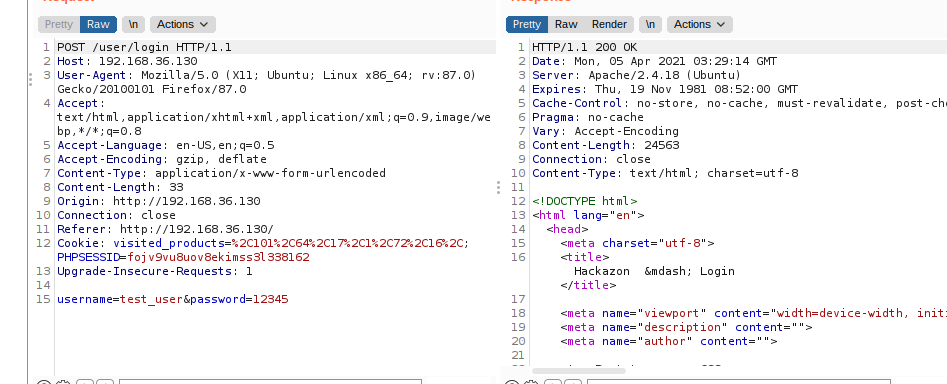 Pretty Raw \n Actions
1 POST /user/login HTTP/1.1
2 Host: 192.168.36.130
3 User-Agent: Mozilla/5.0 (X11; Ubuntu; Linux x86_64; rv:87.0)
Gecko/20100101 Firefox/87.0
4 Accept:
text/html,application/xhtml+xml,application/xml;q=0.9,image/we
bp,*/*;q=0.8
5 Accept-Language: en-US,en;q=0.5
6 Accept-Encoding: gzip, deflate
7 Content-Type: application/x-www-form-urlencoded
8 Content-Length: 33
9 Origin: http://192.168.36.130
10 Connection: close
11 Referer: http://192.168.36.130/
12 Cookie: visited_products=%2C101%2C64%2C17%2C1%2C72%2C16%2C;
PHPSESSID=fojv9vu8uov8ekimss3l338162
13 Upgrade-Insecure-Requests: 1
14
15 username=test_user&password=12345
Pretty Raw Render \n Actions
1 HTTP/1.1 200 OK
2 Date: Mon, 05 Apr 2021 03:29:14 GMT
3 Server: Apache/2.4.18 (Ubuntu)
4 Expires: Thu, 19 Nov 1981 08:52:00 GMT
5 Cache-Control: no-store, no-cache, must-revalidate, post-che
6 Pragma: no-cache
7 Vary: Accept-Encoding
8 Content-Length: 24563
9 Connection: close
10 Content-Type: text/html; charset=utf-8
11
12 <!DOCTYPE html>
13 <html lang="en">
14 <head>
15 <meta charset="utf-8">
16 <title>
Hackazon &mdash; Login
</title>
17
18 <meta name="viewport" content="width=device-width, initi
19 <meta name="description" content="">
20 <meta name="author" content="">
21